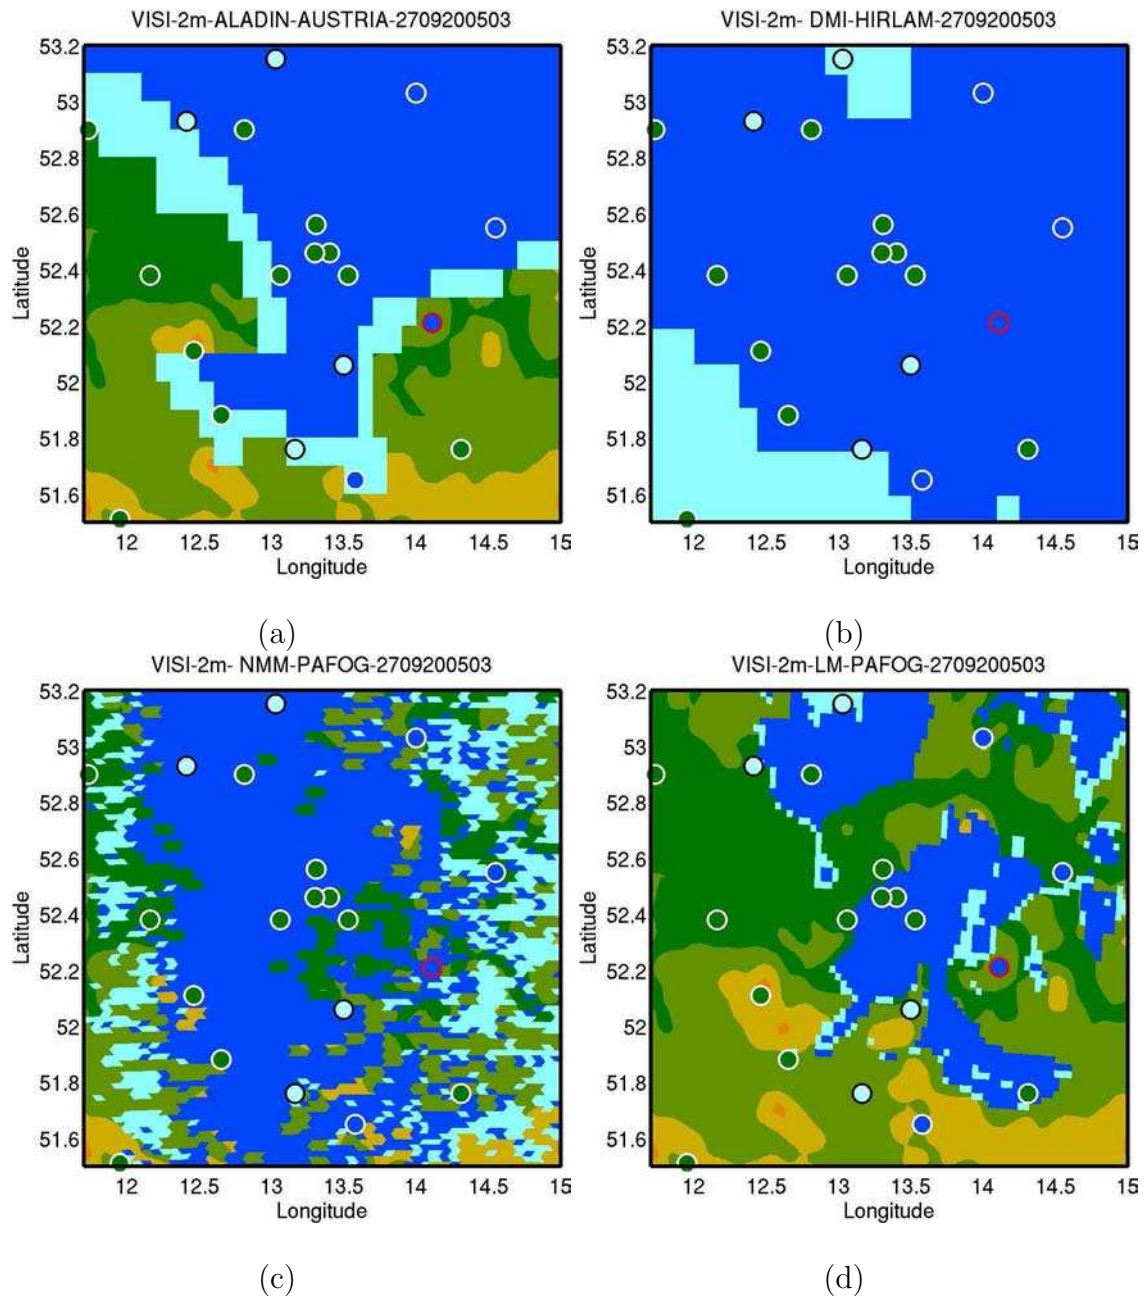 VISI-2m-ALADIN-AUSTRIA-2709200503
VISI-2m- DMI-HIRLAM-2709200503
53.2
53
52.8
52.6
52.4
52.2
52
51.8
51.6
Latitude
12 12.5 13 13.5 14 14.5 15
Longitude
(a)
53.2
53
52.8
52.6
52.4
52.2
52
51.8
51.6
Latitude
12 12.5 13 13.5 14 14.5 15
Longitude
(b)
VISI-2m- NMM-PAFOG-2709200503
VISI-2m-LM-PAFOG-2709200503
53.2
53
52.8
52.6
52.4
52.2
52
51.8
51.6
Latitude
12 12.5 13 13.5 14 14.5 15
Longitude
(c)
53.2
53
52.8
52.6
52.4
52.2
52
51.8
51.6
Latitude
12 12.5 13 13.5 14 14.5 15
Longitude
(d)